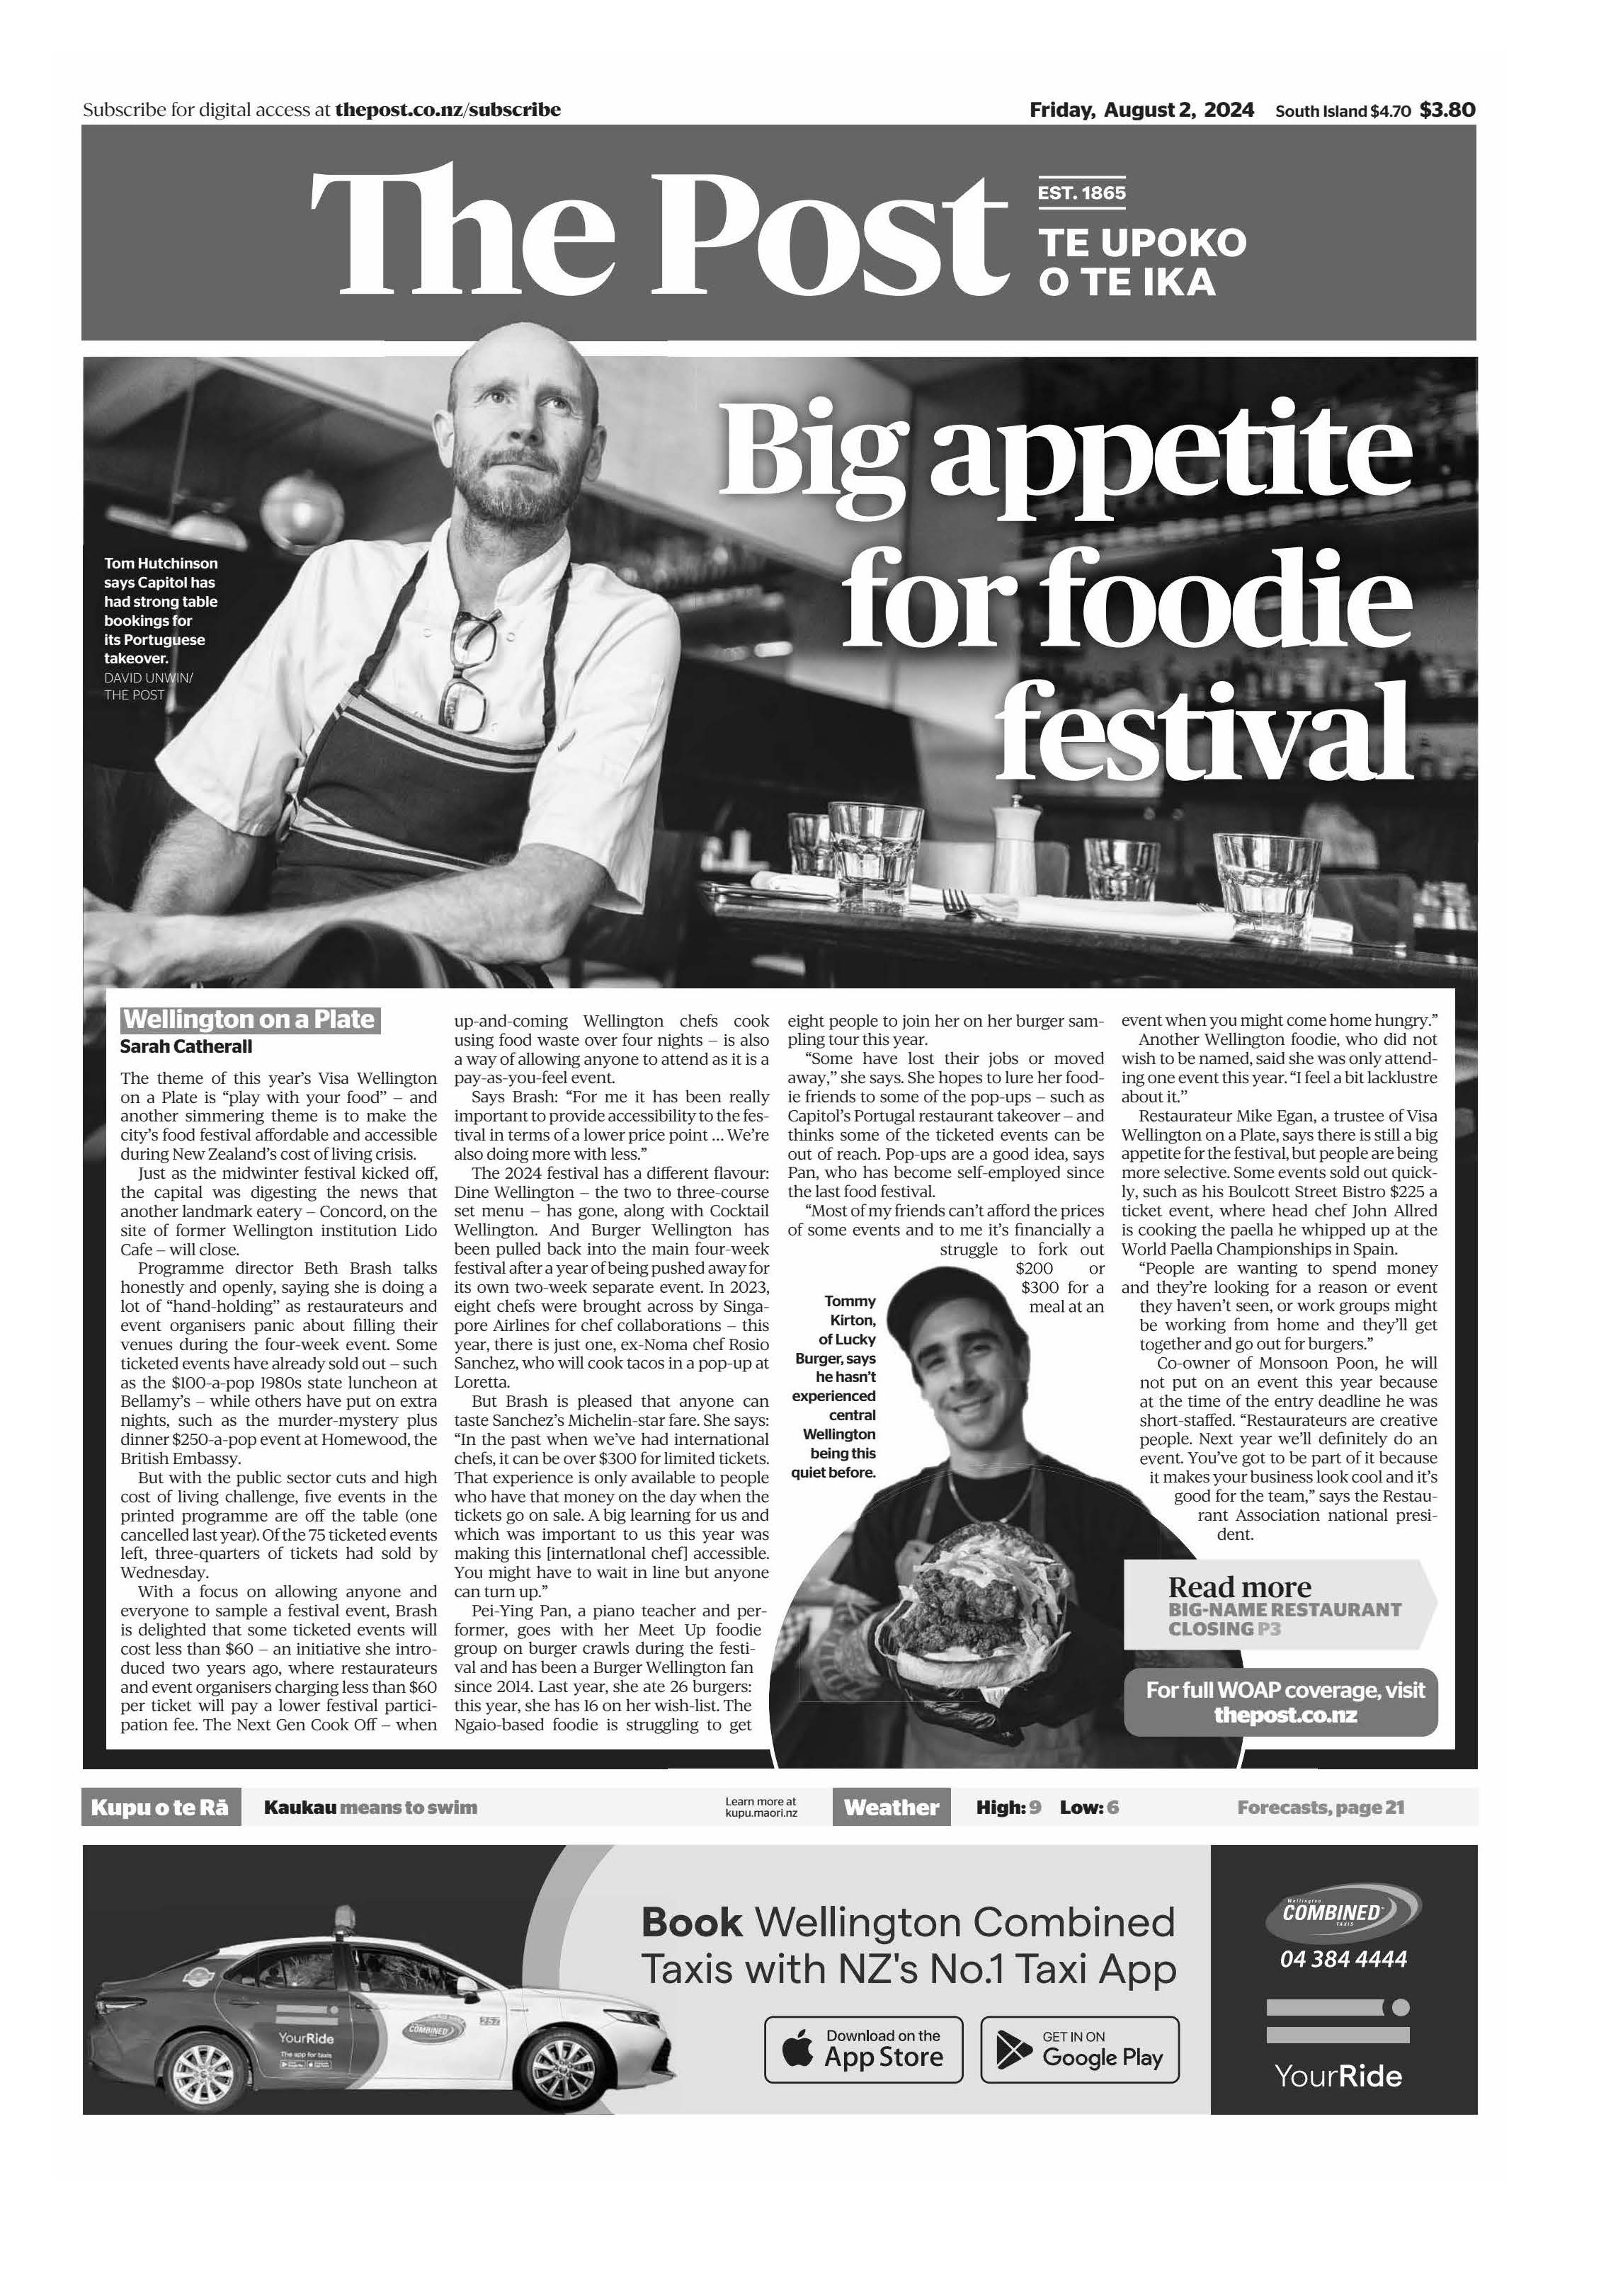 Subscribe for digital access at thepost.co.nz/subscribe
Friday, August 2, 2024 South Island $4.70 $3.80
The Post
EST. 1865
TE UPOKO
O TE IKA
Big appetite
for foodie
festival
Tom Hutchinson
says Capitol has
had strong table
bookings for
its Portuguese
takeover.
DAVID UNWIN/
THE POST
Wellington on a Plate
Sarah Catherall
The theme of this year’s Visa Wellington
on a Plate is “play with your food” – and
another simmering theme is to make the
city’s food festival affordable and accessible
during New Zealand’s cost of living crisis.
Just as the midwinter festival kicked off,
the capital was digesting the news that
another landmark eatery – Concord, on the
site of former Wellington institution Lido
Cafe – will close.
Programme director Beth Brash talks
honestly and openly, saying she is doing a
lot of “hand-holding” as restaurateurs and
event organisers panic about filling their
venues during the four-week event. Some
ticketed events have already sold out – such
as the $100-a-pop 1980s state luncheon at
Bellamy’s – while others have put on extra
nights, such as the murder-mystery plus
dinner $250-a-pop event at Homewood, the
British Embassy.
But with the public sector cuts and high
cost of living challenge, five events in the
printed programme are off the table (one
cancelled last year). Of the 75 ticketed events
left, three-quarters of tickets had sold by
Wednesday.
With a focus on allowing anyone and
everyone to sample a festival event, Brash
is delighted that some ticketed events will
cost less than $60 – an initiative she intro-
duced two years ago, where restaurateurs
and event organisers charging less than $60
per ticket will pay a lower festival partici-
pation fee. The Next Gen Cook Off – when
up-and-coming Wellington chefs cook
using food waste over four nights – is also
a way of allowing anyone to attend as it is a
pay-as-you-feel event.
Says Brash: “For me it has been really
important to provide accessibility to the fes-
tival in terms of a lower price point ... We’re
also doing more with less.”
The 2024 festival has a different flavour:
Dine Wellington – the two to three-course
set menu – has gone, along with Cocktail
Wellington. And Burger Wellington has
been pulled back into the main four-week
festival after a year of being pushed away for
its own two-week separate event. In 2023,
eight chefs were brought across by Singa-
pore Airlines for chef collaborations – this
year, there is just one, ex-Noma chef Rosio
Sanchez, who will cook tacos in a pop-up at
Loretta.
But Brash is pleased that anyone can
taste Sanchez’s Michelin-star fare. She says:
“In the past when we’ve had international
chefs, it can be over $300 for limited tickets.
That experience is only available to people
who have that money on the day when the
tickets go on sale. A big learning for us and
which was important to us this year was
making this [internatIonal chef] accessible.
You might have to wait in line but anyone
can turn up.”
Pei-Ying Pan, a piano teacher and per-
former, goes with her Meet Up foodie
group on burger crawls during the festi-
val and has been a Burger Wellington fan
since 2014. Last year, she ate 26 burgers:
this year, she has 16 on her wish-list. The
Ngaio-based foodie is struggling to get
eight people to join her on her burger sam-
pling tour this year.
“Some have lost their jobs or moved
away,” she says. She hopes to lure her food-
ie friends to some of the pop-ups – such as
Capitol’s Portugal restaurant takeover – and
thinks some of the ticketed events can be
out of reach. Pop-ups are a good idea, says
Pan, who has become self-employed since
the last food festival.
“Most of my friends can’t afford the prices
of some events and to me it’s financially a
struggle to fork out
$200 or
$300 for a
meal at an
Tommy
Kirton,
of Lucky
Burger, says
he hasn’t
experienced
central
Wellington
being this
quiet before.
event when you might come home hungry.”
Another Wellington foodie, who did not
wish to be named, said she was only attend-
ing one event this year. “I feel a bit lacklustre
about it.”
Restaurateur Mike Egan, a trustee of Visa
Wellington on a Plate, says there is still a big
appetite for the festival, but people are being
more selective. Some events sold out quick-
ly, such as his Boulcott Street Bistro $225 a
ticket event, where head chef John Allred
is cooking the paella he whipped up at the
World Paella Championships in Spain.
“People are wanting to spend money
and they’re looking for a reason or event
they haven’t seen, or work groups might
be working from home and they’ll get
together and go out for burgers.”
Co-owner of Monsoon Poon, he will
not put on an event this year because
at the time of the entry deadline he was
short-staffed. “Restaurateurs are creative
people. Next year we’ll definitely do an
event. You’ve got to be part of it because
it makes your business look cool and it’s
good for the team,” says the Restau-
rant Association national presi-
dent.
Read more
BIG-NAME RESTAURANT
CLOSING P3
For full WOAP coverage, visit
thepost.co.nz
Kupu o te Rā
Kaukau means to swim
Learn more at
kupu.maori.nz
Weather
High: 9 Low: 6
Forecasts, page 21
YourRide
The app for taxis
COMBINED
257
Book Wellington Combined
Taxis with NZ's No.1 Taxi App
Download on the
App Store
GET IN ON
Google Play
Wellington
COMBINED
TAXIS
04 384 4444
YourRide